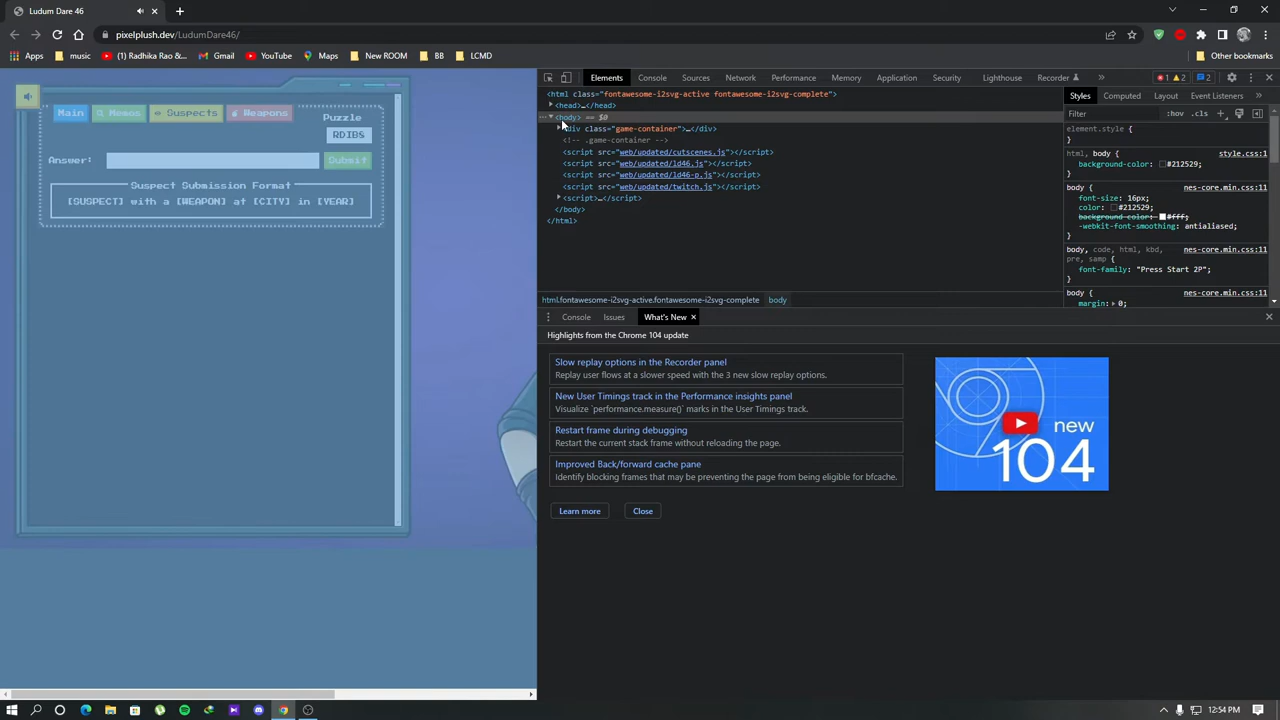 Ludum Dare 46
pixelplush.dev/LudumDare46/
Apps music (1) Radhika Rao &... YouTube Maps New ROOM BB LCMD Other bookmarks
Main Memos Suspects Weapons
Puzzle
RDIBS
Answer: Submit
Suspect Submission Format
[SUSPECT] with a [WEAPON] at [CITY] in [YEAR]
Elements Console Sources Network Performance Memory Application Security Lighthouse Recorder 1 2 2
<html class="fontawesome-i2svg-active fontawesome-i2svg-complete">
<head>…</head>
<body> == $0
<div class="game-container">…</div>
<!-- .game-container -->
<script src="web/updated/cutscenes.js"></script>
<script src="web/updated/ld46.js"></script>
<script src="web/updated/ld46-p.js"></script>
<script src="web/updated/twitch.js"></script>
<script>…</script>
</body>
</html>
html.fontawesome-i2svg-active.fontawesome-i2svg-complete body
Styles Computed Layout Event Listeners
Filter :hov .cls
element.style {
}
html, body { style.css:1
background-color: #212529;
}
body { nes-core.min.css:11
font-size: 16px;
color: #212529;
background-color: #fff;
-webkit-font-smoothing: antialiased;
}
body, code, html, kbd, nes-core.min.css:11
pre, samp {
font-family: "Press Start 2P";
}
body { nes-core.min.css:11
margin: 0;
Console Issues What's New
Highlights from the Chrome 104 update
Slow replay options in the Recorder panel
Replay user flows at a slower speed with the 3 new slow replay options.
New User Timings track in the Performance insights panel
Visualize `performance.measure()` marks in the User Timings track.
Restart frame during debugging
Restart the current stack frame without reloading the page.
Improved Back/forward cache pane
Identify blocking frames that may be preventing the page from being eligible for bfcache.
Learn more Close
new
104
12:54 PM